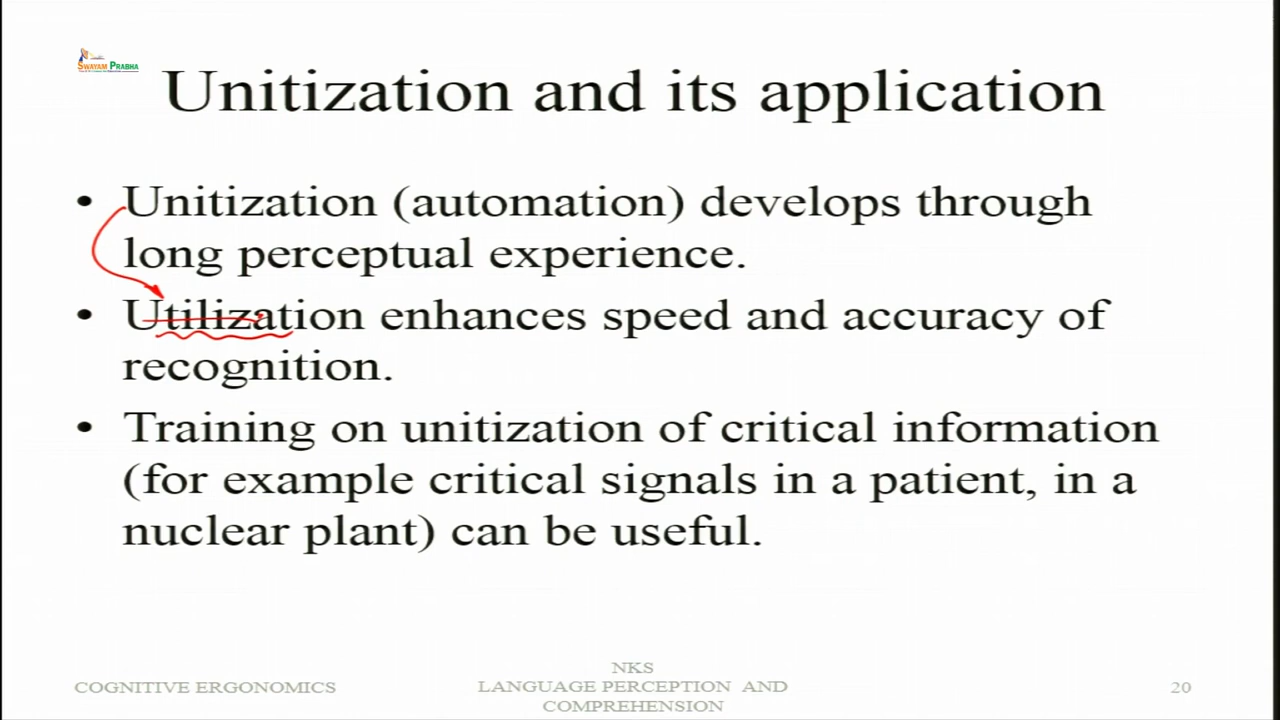 SWAYAM PRABHA
Unitization and its application
• Unitization (automation) develops through
long perceptual experience.
• Utilization enhances speed and accuracy of
recognition.
• Training on unitization of critical information
(for example critical signals in a patient, in a
nuclear plant) can be useful.
COGNITIVE ERGONOMICS
NKS
LANGUAGE PERCEPTION AND
COMPREHENSION
20